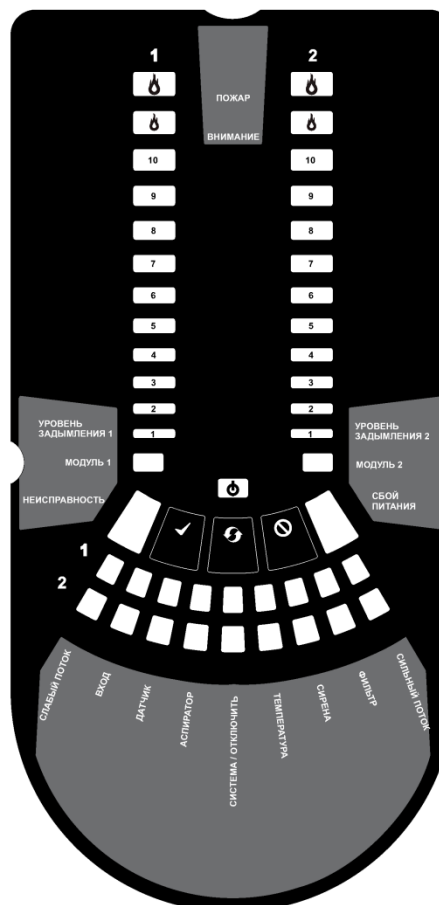 1 2
ПОЖАР
ВНИМАНИЕ
10 10
9 9
8 8
7 7
6 6
5 5
4 4
3 3
2 2
1 1
УРОВЕНЬ
ЗАДЫМЛЕНИЯ 1
УРОВЕНЬ
ЗАДЫМЛЕНИЯ 2
МОДУЛЬ 1
МОДУЛЬ 2
НЕИСПРАВНОСТЬ
СБОЙ
ПИТАНИЯ
1
2
СЛАБЫЙ ПОТОК
ВХОД
ДАТЧИК
АСПИРАТОР
СИСТЕМА / ОТКЛЮЧИТЬ
ТЕМПЕРАТУРА
СИРЕНА
ФИЛЬТР
СИЛЬНЫЙ ПОТОК